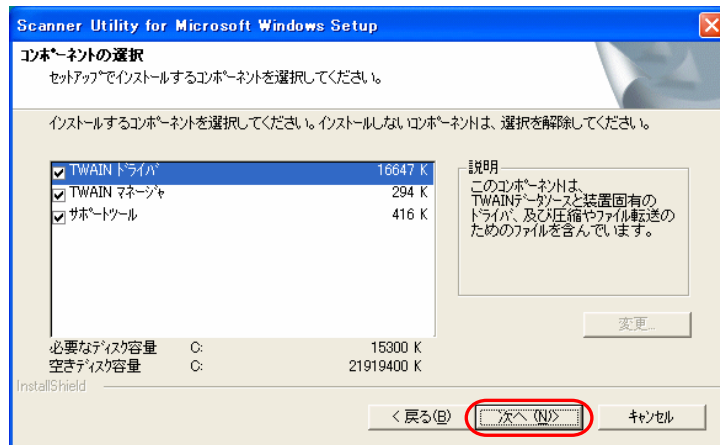 Scanner Utility for Microsoft Windows Setup
コンポーネントの選択
セットアップでインストールするコンポーネントを選択してください。
インストールするコンポーネントを選択してください。インストールしないコンポーネントは、選択を解除してください。
TWAIN ドライバ 16647 K
TWAIN マネージャ 294 K
サポートツール 416 K
説明
このコンポーネントは、
TWAINデータソースと装置固有の
ドライバ、及び圧縮やファイル転送の
ためのファイルを含んでいます。
変更...
必要なディスク容量 C: 15300 K
空きディスク容量 C: 21919400 K
InstallShield
< 戻る(B) 次へ (N)> キャンセル